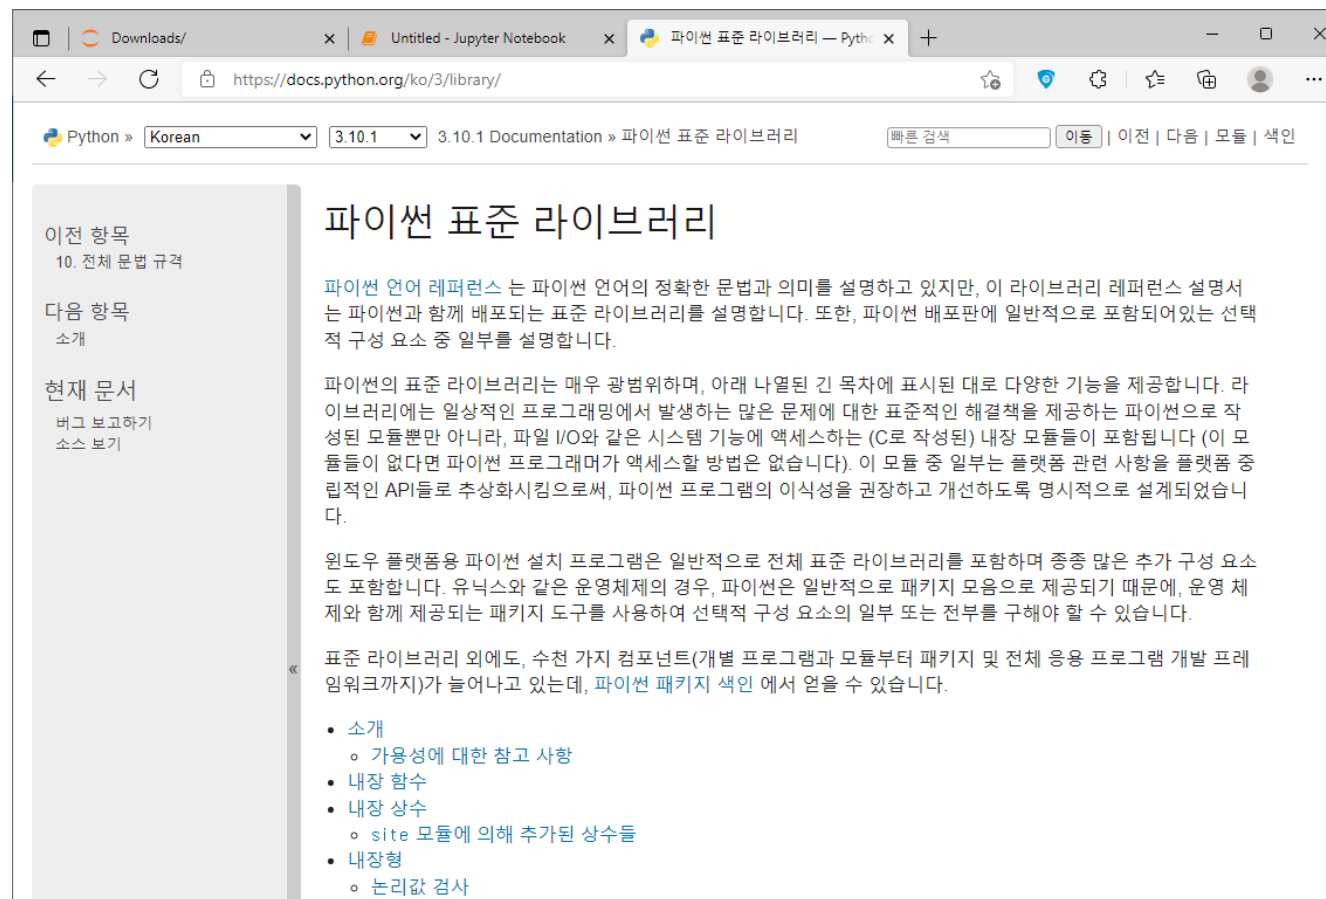 Downloads/
Untitled - Jupyter Notebook
파이썬 표준 라이브러리 — Pytho
https://docs.python.org/ko/3/library/
Python » Korean 3.10.1 3.10.1 Documentation » 파이썬 표준 라이브러리 빠른 검색 이동 | 이전 | 다음 | 모듈 | 색인
이전 항목
10. 전체 문법 규격
다음 항목
소개
현재 문서
버그 보고하기
소스 보기
«
파이썬 표준 라이브러리
파이썬 언어 레퍼런스 는 파이썬 언어의 정확한 문법과 의미를 설명하고 있지만, 이 라이브러리 레퍼런스 설명서
는 파이썬과 함께 배포되는 표준 라이브러리를 설명합니다. 또한, 파이썬 배포판에 일반적으로 포함되어있는 선택
적 구성 요소 중 일부를 설명합니다.
파이썬의 표준 라이브러리는 매우 광범위하며, 아래 나열된 긴 목차에 표시된 대로 다양한 기능을 제공합니다. 라
이브러리에는 일상적인 프로그래밍에서 발생하는 많은 문제에 대한 표준적인 해결책을 제공하는 파이썬으로 작
성된 모듈뿐만 아니라, 파일 I/O와 같은 시스템 기능에 액세스하는 (C로 작성된) 내장 모듈들이 포함됩니다 (이 모
듈들이 없다면 파이썬 프로그래머가 액세스할 방법은 없습니다). 이 모듈 중 일부는 플랫폼 관련 사항을 플랫폼 중
립적인 API들로 추상화시킴으로써, 파이썬 프로그램의 이식성을 권장하고 개선하도록 명시적으로 설계되었습니
다.
윈도우 플랫폼용 파이썬 설치 프로그램은 일반적으로 전체 표준 라이브러리를 포함하며 종종 많은 추가 구성 요소
도 포함합니다. 유닉스와 같은 운영체제의 경우, 파이썬은 일반적으로 패키지 모음으로 제공되기 때문에, 운영 체
제와 함께 제공되는 패키지 도구를 사용하여 선택적 구성 요소의 일부 또는 전부를 구해야 할 수 있습니다.
표준 라이브러리 외에도, 수천 가지 컴포넌트(개별 프로그램과 모듈부터 패키지 및 전체 응용 프로그램 개발 프레
임워크까지)가 늘어나고 있는데, 파이썬 패키지 색인 에서 얻을 수 있습니다.
• 소개
◦ 가용성에 대한 참고 사항
• 내장 함수
• 내장 상수
◦ site 모듈에 의해 추가된 상수들
• 내장형
◦ 논리값 검사